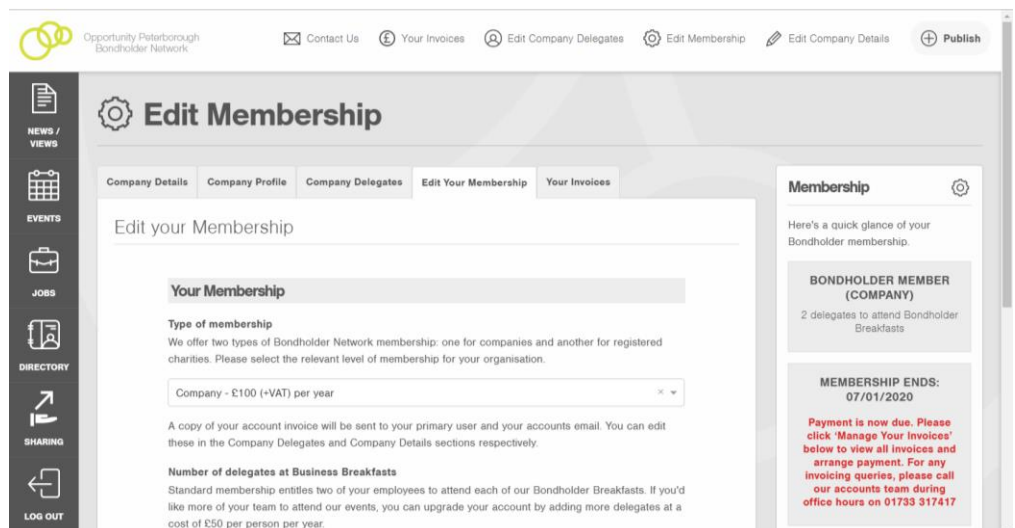 Opportunity Peterborough
Bondholder Network
Contact Us
Your Invoices
Edit Company Delegates
Edit Membership
Edit Company Details
Publish
NEWS /
VIEWS
EVENTS
JOBS
DIRECTORY
SHARING
LOG OUT
Edit Membership
Company Details
Company Profile
Company Delegates
Edit Your Membership
Your Invoices
Edit your Membership
Your Membership
Type of membership
We offer two types of Bondholder Network membership: one for companies and another for registered
charities. Please select the relevant level of membership for your organisation.
Company - £100 (+VAT) per year
A copy of your account invoice will be sent to your primary user and your accounts email. You can edit
these in the Company Delegates and Company Details sections respectively.
Number of delegates at Business Breakfasts
Standard membership entitles two of your employees to attend each of our Bondholder Breakfasts. If you'd
like more of your team to attend our events, you can upgrade your account by adding more delegates at a
cost of £50 per person per year.
Membership
Here's a quick glance of your
Bondholder membership.
BONDHOLDER MEMBER
(COMPANY)
2 delegates to attend Bondholder
Breakfasts
MEMBERSHIP ENDS:
07/01/2020
Payment is now due. Please
click 'Manage Your Invoices'
below to view all invoices and
arrange payment. For any
invoicing queries, please call
our accounts team during
office hours on 01733 317417